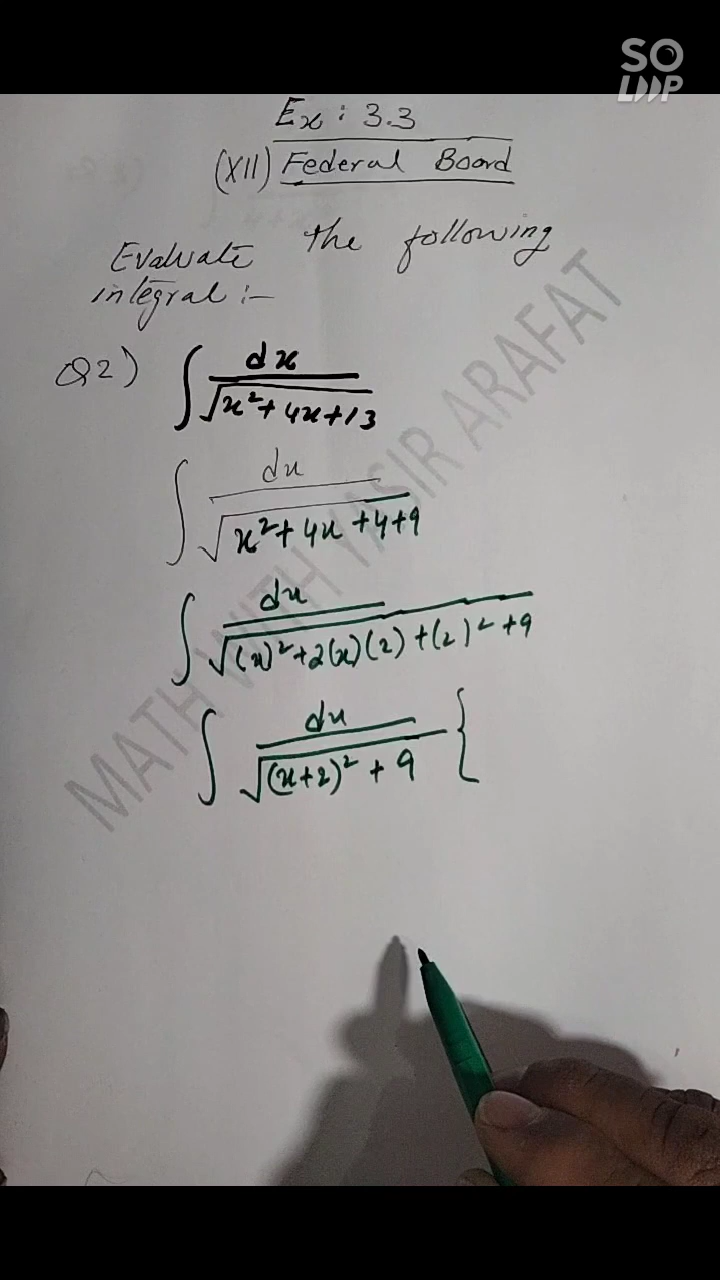 SO
LOOP
Ex: 3.3
(XII) Federal Board
Evaluate the following
integral :-
Q2) ∫ dx / √(x² + 4x + 13)
∫ dx / √(x² + 4x + 4 + 9)
∫ dx / √((x)² + 2(x)(2) + (2)² + 9)
∫ dx / √((x+2)² + 9) {
MATH WITH YASIR ARAFAT